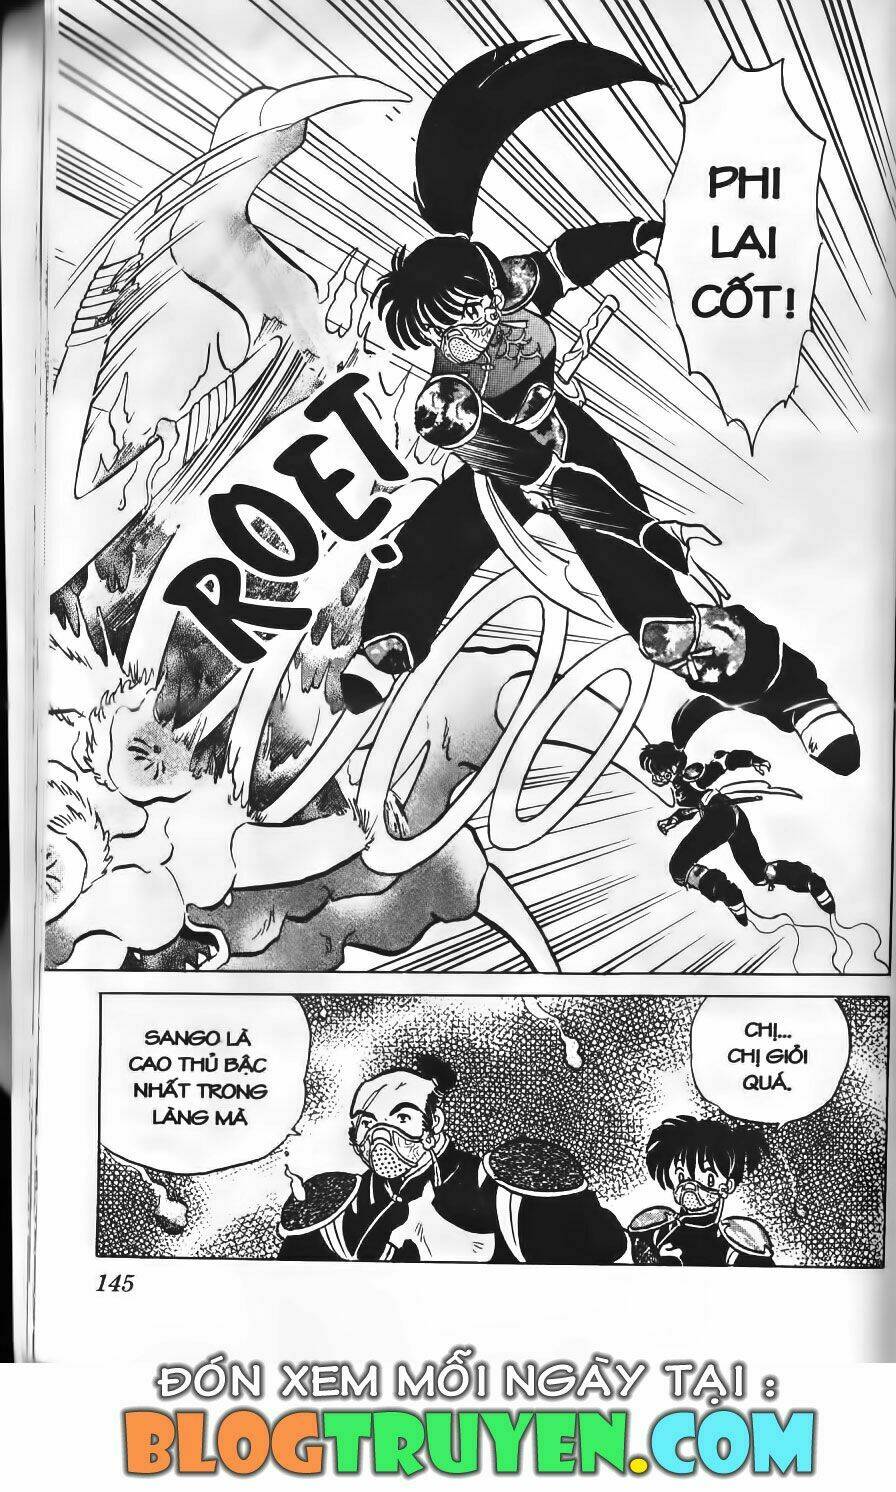 PHI
LAI
CỐT!
ROẸT
CHỊ...
CHỊ GIỎI
QUÁ.
SANGO LÀ
CAO THỦ BẬC
NHẤT TRONG
LÀNG MÀ
145
ĐÓN XEM MỖI NGÀY TẠI :
BLOGTRUYEN.COM